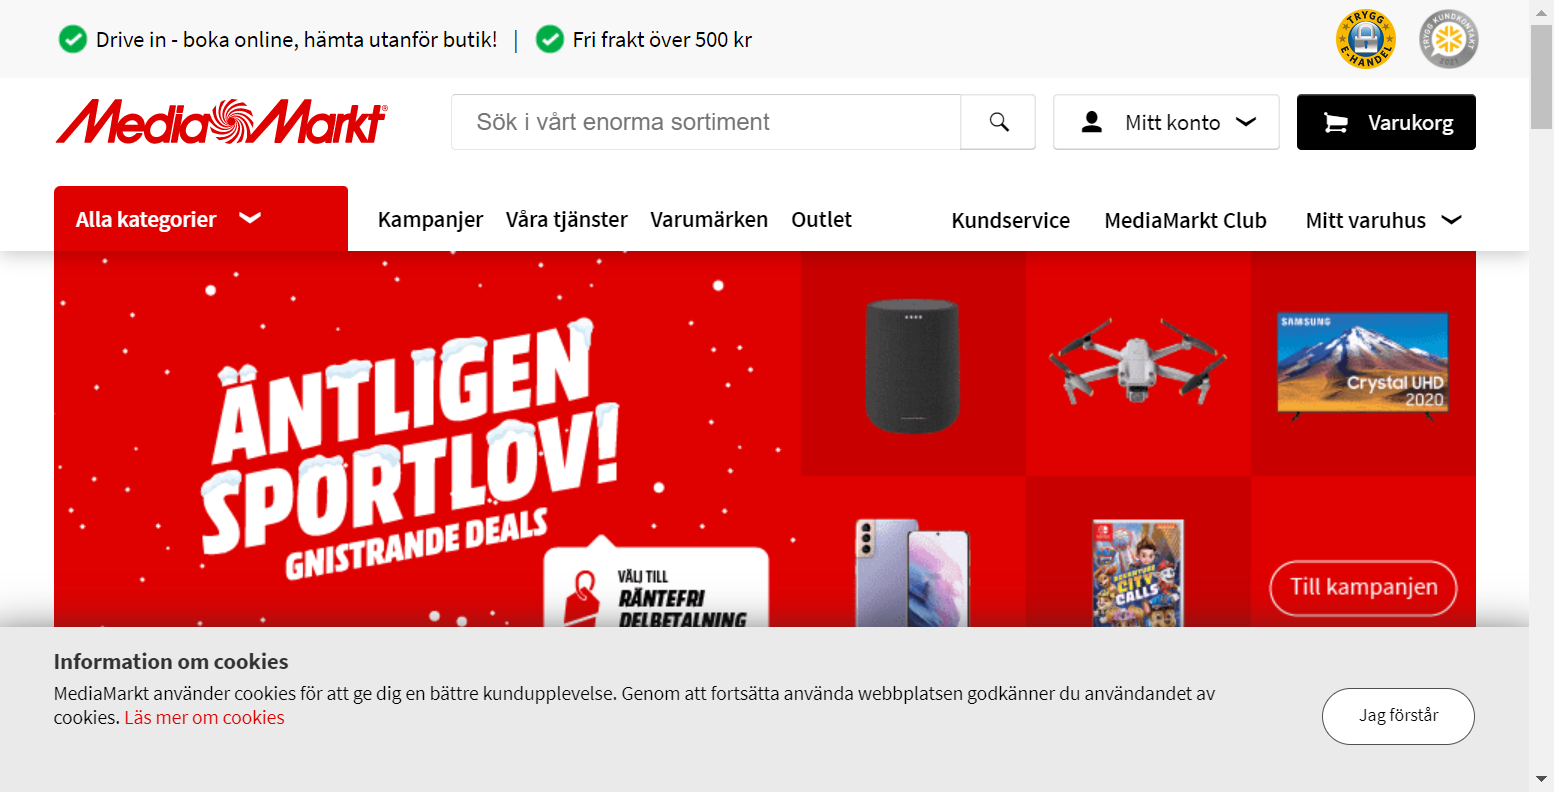 Drive in - boka online, hämta utanför butik! | Fri frakt över 500 kr
TRYGG E-HANDEL
TRYGG KUNDKONTAKT 2021
MediaMarkt®
Sök i vårt enorma sortiment
Mitt konto
Varukorg
Alla kategorier
Kampanjer
Våra tjänster
Varumärken
Outlet
Kundservice
MediaMarkt Club
Mitt varuhus
ÄNTLIGEN
SPORTLOV!
GNISTRANDE DEALS
VÄLJ TILL
RÄNTEFRI
DELBETALNING
SAMSUNG
Crystal UHD
2020
ADVENTURE
CITY
CALLS
Till kampanjen
Information om cookies
MediaMarkt använder cookies för att ge dig en bättre kundupplevelse. Genom att fortsätta använda webbplatsen godkänner du användandet av
cookies. Läs mer om cookies
Jag förstår